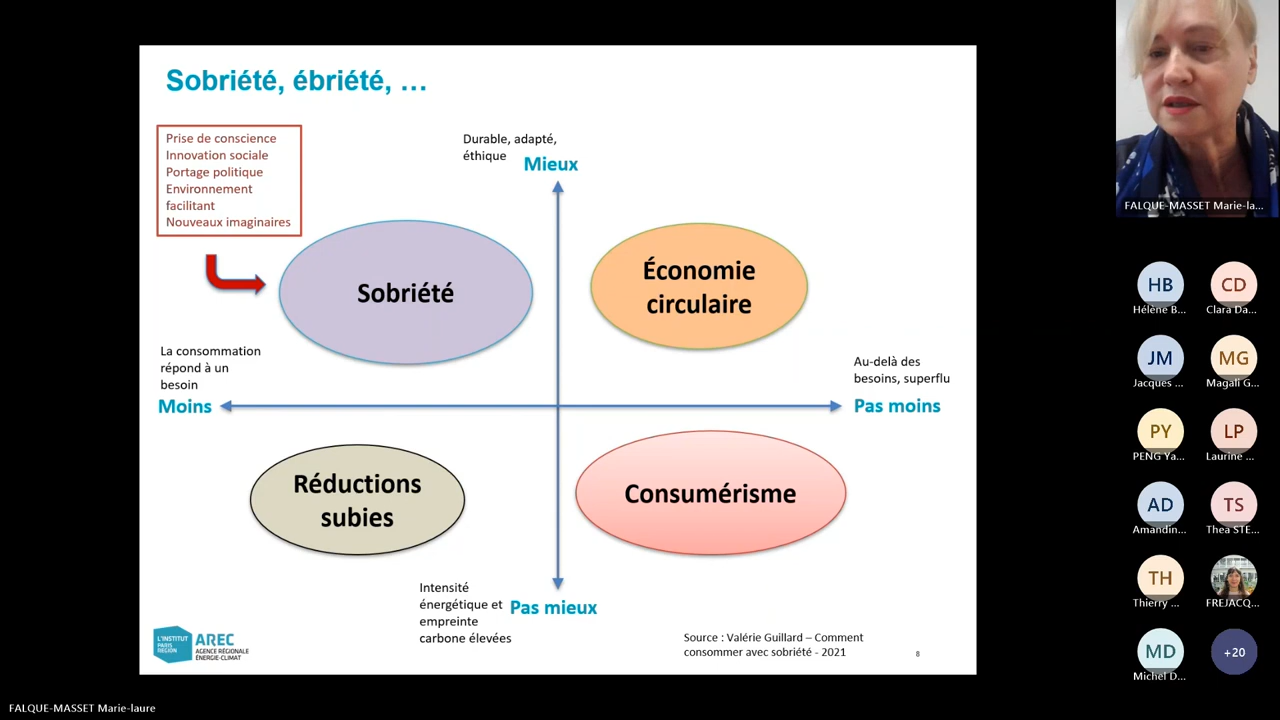 Sobriété, ébriété, …
Prise de conscience
Innovation sociale
Portage politique
Environnement
facilitant
Nouveaux imaginaires
Durable, adapté,
éthique
Mieux
Sobriété
Économie
circulaire
La consommation
répond à un
besoin
Moins
Au-delà des
besoins, superflu
Pas moins
Réductions
subies
Consumérisme
Intensité
énergétique et
empreinte
carbone élevées
Pas mieux
Source : Valérie Guillard – Comment
consommer avec sobriété - 2021
8
L'INSTITUT
PARIS
REGION
AREC
AGENCE RÉGIONALE
ÉNERGIE-CLIMAT
FALQUE-MASSET Marie-la...
HB
Hélène B...
CD
Clara Da...
JM
Jacques ...
MG
Magali G...
PY
PENG Ya...
LP
Laurine ...
AD
Amandin...
TS
Thea STE...
TH
Thierry ...
FREJACQ...
MD
Michel D...
+20
FALQUE-MASSET Marie-laure